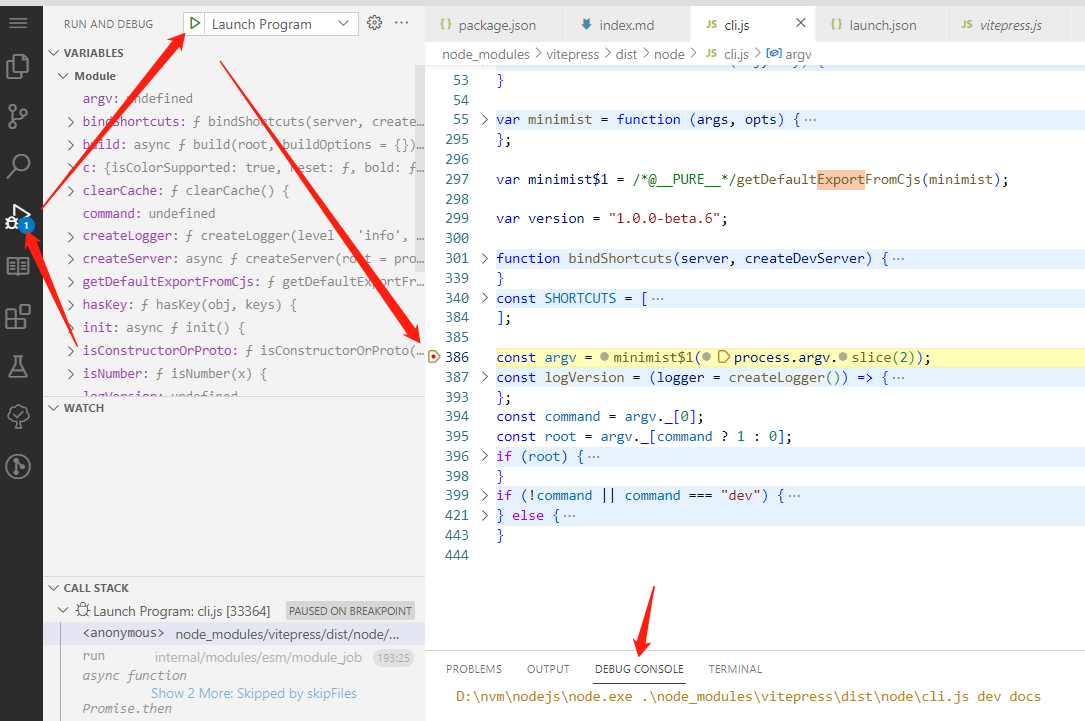 RUN AND DEBUG
Launch Program
VARIABLES
Module
argv: undefined
bindShortcuts: ƒ bindShortcuts(server, create…
build: async ƒ build(root, buildOptions = {})…
c: {isColorSupported: true, reset: ƒ, bold: ƒ…
clearCache: ƒ clearCache() {
command: undefined
createLogger: ƒ createLogger(level = 'info', …
createServer: async ƒ createServer(root = pro…
getDefaultExportFromCjs: ƒ getDefaultExportFr…
hasKey: ƒ hasKey(obj, keys) {
init: async ƒ init() {
isConstructorOrProto: ƒ isConstructorOrProto(…
isNumber: ƒ isNumber(x) {
logVersion: undefined
WATCH
CALL STACK
Launch Program: cli.js [33364] PAUSED ON BREAKPOINT
<anonymous> node_modules/vitepress/dist/node/...
run internal/modules/esm/module_job 193:25
async function
Show 2 More: Skipped by skipFiles
Promise.then
1
{} package.json
index.md
JS cli.js
{} launch.json
JS vitepress.js
node_modules > vitepress > dist > node > JS cli.js > argv
53 }
54
55 var minimist = function (args, opts) { ···
295 };
296
297 var minimist$1 = /*@__PURE__*/getDefaultExportFromCjs(minimist);
298
299 var version = "1.0.0-beta.6";
300
301 function bindShortcuts(server, createDevServer) { ···
339 }
340 const SHORTCUTS = [ ···
384 ];
385
386 const argv = minimist$1( process.argv. slice(2));
387 const logVersion = (logger = createLogger()) => { ···
393 };
394 const command = argv._[0];
395 const root = argv._[command ? 1 : 0];
396 if (root) { ···
398 }
399 if (!command || command === "dev") { ···
421 } else { ···
443 }
444
PROBLEMS OUTPUT DEBUG CONSOLE TERMINAL
D:\nvm\nodejs\node.exe .\node_modules\vitepress\dist\node\cli.js dev docs